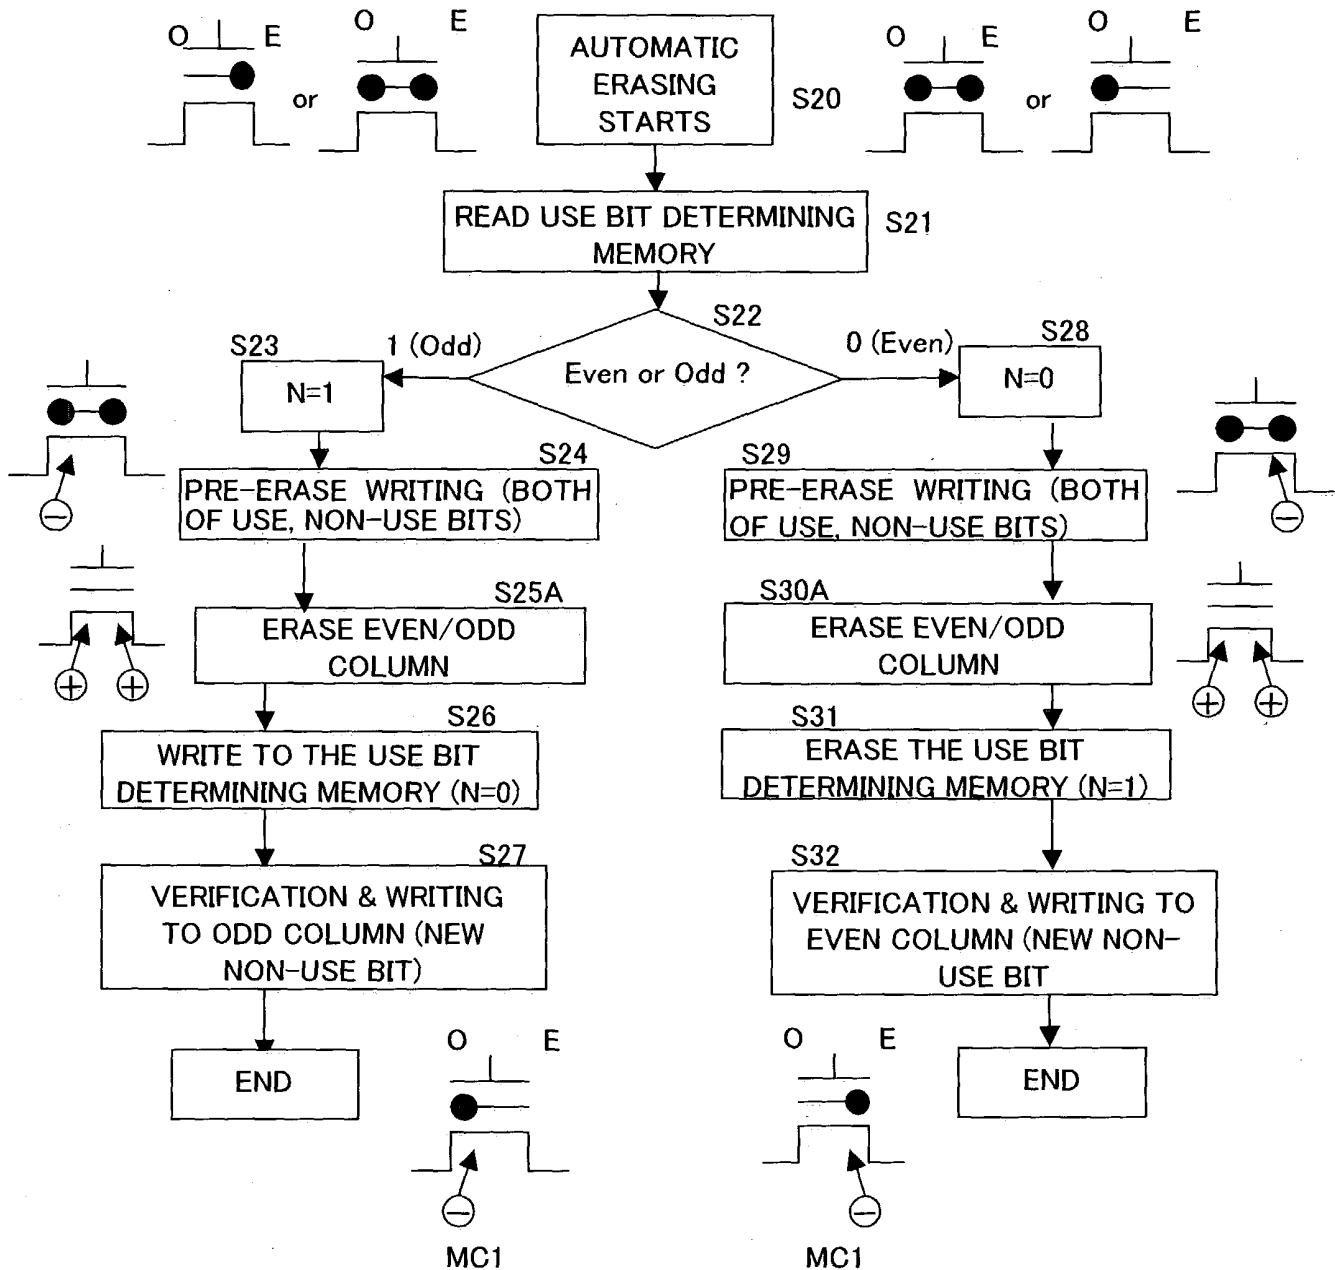 O E
or
O E
AUTOMATIC
ERASING
STARTS
S20
O E
or
O E
READ USE BIT DETERMINING
MEMORY
S21
S22
Even or Odd ?
1 (Odd)
0 (Even)
S23
N=1
S28
N=0
S24
PRE-ERASE WRITING (BOTH
OF USE, NON-USE BITS)
−
S29
PRE-ERASE WRITING (BOTH
OF USE, NON-USE BITS)
−
S25A
ERASE EVEN/ODD
COLUMN
+ +
S30A
ERASE EVEN/ODD
COLUMN
+ +
S26
WRITE TO THE USE BIT
DETERMINING MEMORY (N=0)
S31
ERASE THE USE BIT
DETERMINING MEMORY (N=1)
S27
VERIFICATION & WRITING
TO ODD COLUMN (NEW
NON-USE BIT)
S32
VERIFICATION & WRITING TO
EVEN COLUMN (NEW NON-
USE BIT
END
O E
−
MC1
O E
−
MC1
END